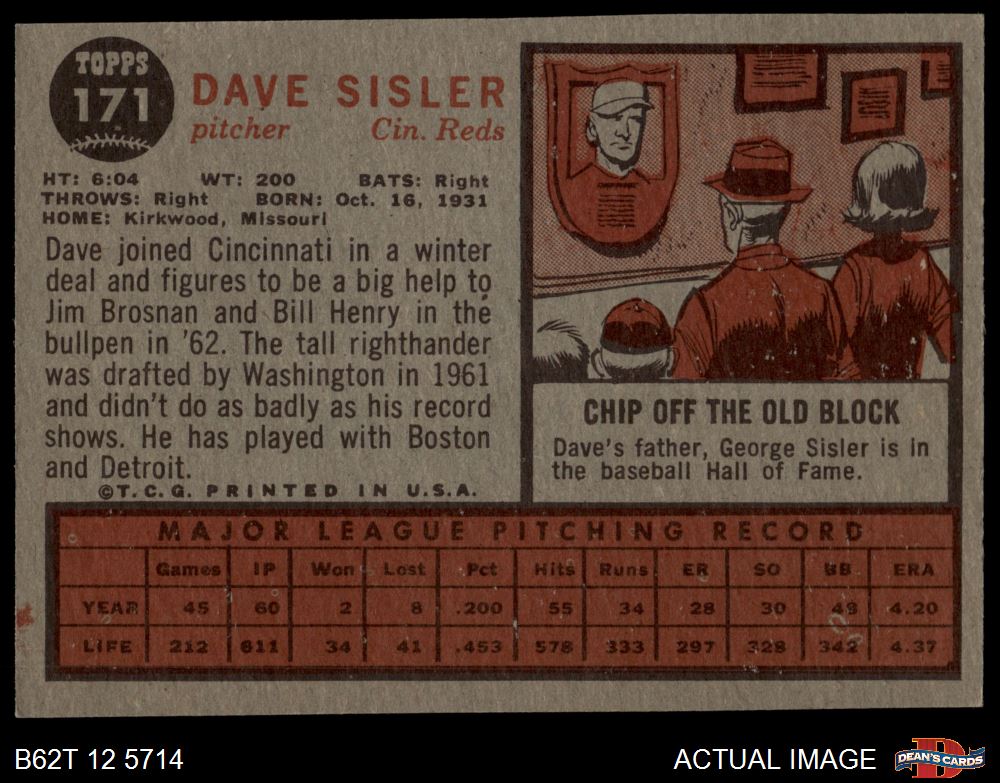 TOPPS
171
DAVE SISLER
pitcher Cin. Reds
HT: 6:04 WT: 200 BATS: Right
THROWS: Right BORN: Oct. 16, 1931
HOME: Kirkwood, Missouri
Dave joined Cincinnati in a winter
deal and figures to be a big help to
Jim Brosnan and Bill Henry in the
bullpen in '62. The tall righthander
was drafted by Washington in 1961
and didn't do as badly as his record
shows. He has played with Boston
and Detroit.
©T.C.G. PRINTED IN U.S.A.
CHIP OFF THE OLD BLOCK
Dave's father, George Sisler is in
the baseball Hall of Fame.
MAJOR LEAGUE PITCHING RECORD
Games IP Won Lost Pct Hits Runs ER SO BB ERA
YEAR 45 60 2 8 .200 55 34 28 30 48 4.20
LIFE 212 611 34 41 .453 578 333 297 328 342 4.37
B62T 12 5714
ACTUAL IMAGE
D
DEAN'S CARDS